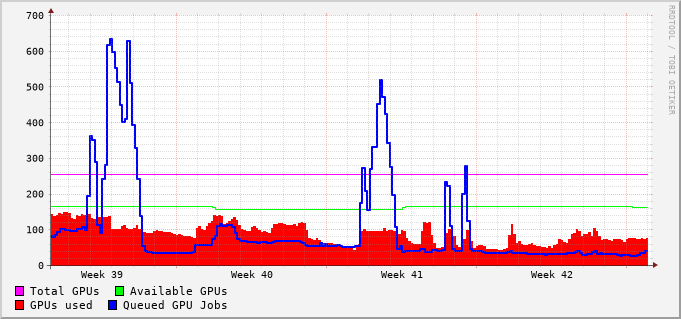 700
600
500
400
300
200
100
0
Week 39 Week 40 Week 41 Week 42
Total GPUs Available GPUs
GPUs used Queued GPU Jobs
RRDTOOL / TOBI OETIKER